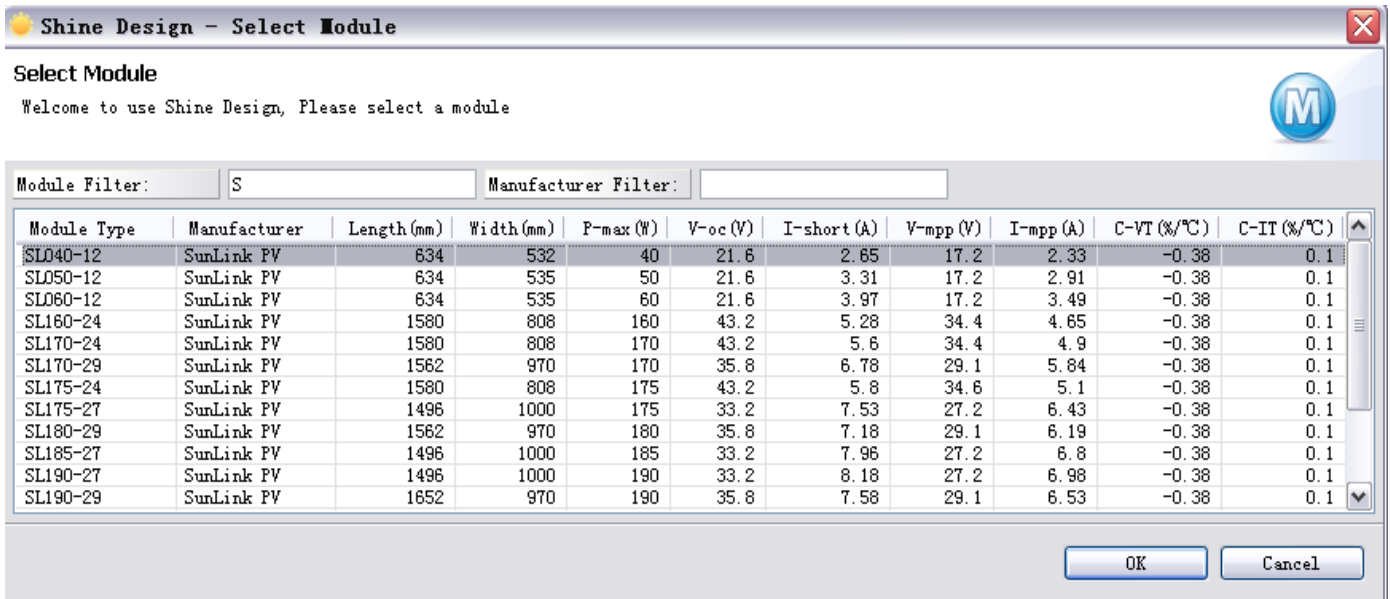 Shine Design - Select Module
Select Module
Welcome to use Shine Design, Please select a module
M
Module Filter: S Manufacturer Filter:
Module Type Manufacturer Length(mm) Width(mm) P-max(W) V-oc(V) I-short(A) V-mpp(V) I-mpp(A) C-VT(%/℃) C-IT(%/℃)
SL040-12 SunLink PV 634 532 40 21.6 2.65 17.2 2.33 -0.38 0.1
SL050-12 SunLink PV 634 535 50 21.6 3.31 17.2 2.91 -0.38 0.1
SL060-12 SunLink PV 634 535 60 21.6 3.97 17.2 3.49 -0.38 0.1
SL160-24 SunLink PV 1580 808 160 43.2 5.28 34.4 4.65 -0.38 0.1
SL170-24 SunLink PV 1580 808 170 43.2 5.6 34.4 4.9 -0.38 0.1
SL170-29 SunLink PV 1562 970 170 35.8 6.78 29.1 5.84 -0.38 0.1
SL175-24 SunLink PV 1580 808 175 43.2 5.8 34.6 5.1 -0.38 0.1
SL175-27 SunLink PV 1496 1000 175 33.2 7.53 27.2 6.43 -0.38 0.1
SL180-29 SunLink PV 1562 970 180 35.8 7.18 29.1 6.19 -0.38 0.1
SL185-27 SunLink PV 1496 1000 185 33.2 7.96 27.2 6.8 -0.38 0.1
SL190-27 SunLink PV 1496 1000 190 33.2 8.18 27.2 6.98 -0.38 0.1
SL190-29 SunLink PV 1652 970 190 35.8 7.58 29.1 6.53 -0.38 0.1
OK Cancel